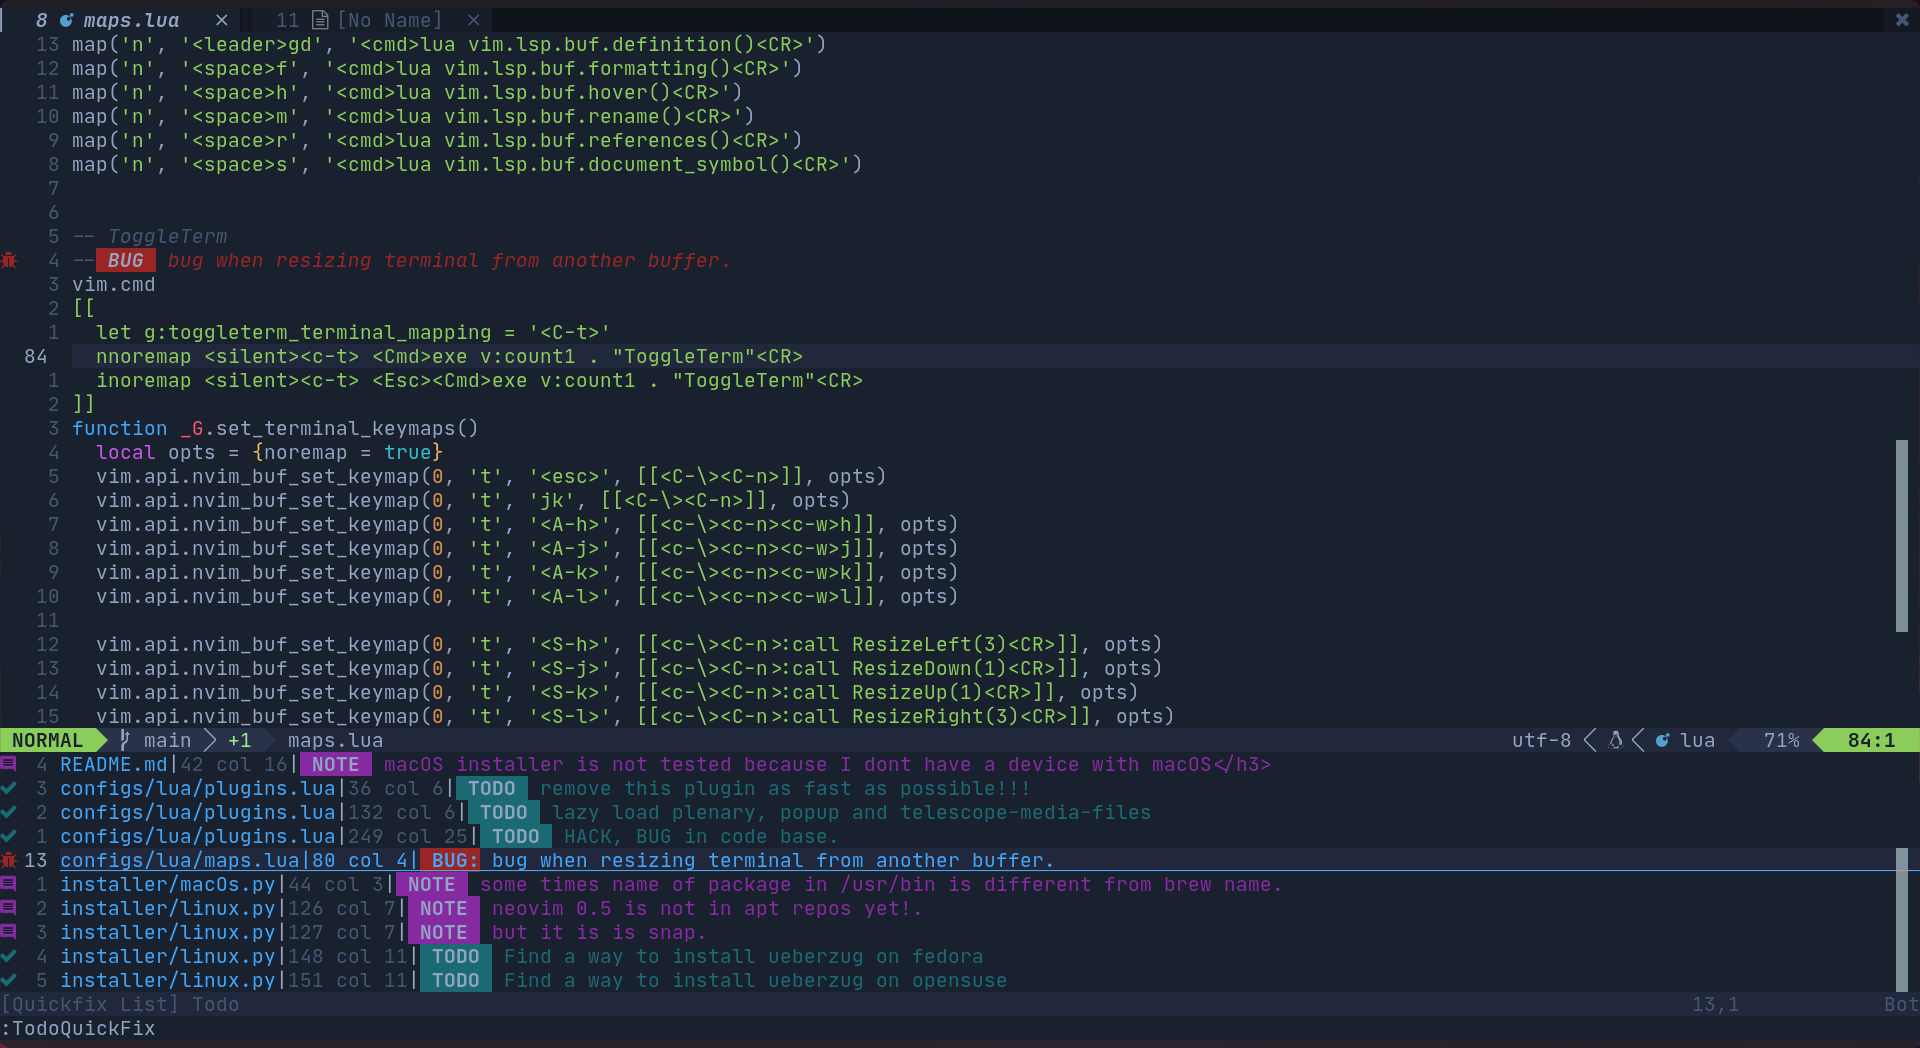 8 maps.lua × 11 [No Name] × ✖
13 map('n', '<leader>gd', '<cmd>lua vim.lsp.buf.definition()<CR>')
12 map('n', '<space>f', '<cmd>lua vim.lsp.buf.formatting()<CR>')
11 map('n', '<space>h', '<cmd>lua vim.lsp.buf.hover()<CR>')
10 map('n', '<space>m', '<cmd>lua vim.lsp.buf.rename()<CR>')
9 map('n', '<space>r', '<cmd>lua vim.lsp.buf.references()<CR>')
8 map('n', '<space>s', '<cmd>lua vim.lsp.buf.document_symbol()<CR>')
7
6
5 -- ToggleTerm
4 -- BUG bug when resizing terminal from another buffer.
3 vim.cmd
2 [[
1   let g:toggleterm_terminal_mapping = '<C-t>'
84   nnoremap <silent><c-t> <Cmd>exe v:count1 . "ToggleTerm"<CR>
1   inoremap <silent><c-t> <Esc><Cmd>exe v:count1 . "ToggleTerm"<CR>
2 ]]
3 function _G.set_terminal_keymaps()
4   local opts = {noremap = true}
5   vim.api.nvim_buf_set_keymap(0, 't', '<esc>', [[<C-\><C-n>]], opts)
6   vim.api.nvim_buf_set_keymap(0, 't', 'jk', [[<C-\><C-n>]], opts)
7   vim.api.nvim_buf_set_keymap(0, 't', '<A-h>', [[<c-\><c-n><c-w>h]], opts)
8   vim.api.nvim_buf_set_keymap(0, 't', '<A-j>', [[<c-\><c-n><c-w>j]], opts)
9   vim.api.nvim_buf_set_keymap(0, 't', '<A-k>', [[<c-\><c-n><c-w>k]], opts)
10   vim.api.nvim_buf_set_keymap(0, 't', '<A-l>', [[<c-\><c-n><c-w>l]], opts)
11
12   vim.api.nvim_buf_set_keymap(0, 't', '<S-h>', [[<c-\><C-n>:call ResizeLeft(3)<CR>]], opts)
13   vim.api.nvim_buf_set_keymap(0, 't', '<S-j>', [[<c-\><C-n>:call ResizeDown(1)<CR>]], opts)
14   vim.api.nvim_buf_set_keymap(0, 't', '<S-k>', [[<c-\><C-n>:call ResizeUp(1)<CR>]], opts)
15   vim.api.nvim_buf_set_keymap(0, 't', '<S-l>', [[<c-\><C-n>:call ResizeRight(3)<CR>]], opts)
NORMAL main +1 maps.lua utf-8 lua 71% 84:1
4 README.md|42 col 16| NOTE macOS installer is not tested because I dont have a device with macOS</h3>
3 configs/lua/plugins.lua|36 col 6| TODO remove this plugin as fast as possible!!!
2 configs/lua/plugins.lua|132 col 6| TODO lazy load plenary, popup and telescope-media-files
1 configs/lua/plugins.lua|249 col 25| TODO HACK, BUG in code base.
13 configs/lua/maps.lua|80 col 4| BUG: bug when resizing terminal from another buffer.
1 installer/macOs.py|44 col 3| NOTE some times name of package in /usr/bin is different from brew name.
2 installer/linux.py|126 col 7| NOTE neovim 0.5 is not in apt repos yet!.
3 installer/linux.py|127 col 7| NOTE but it is is snap.
4 installer/linux.py|148 col 11| TODO Find a way to install ueberzug on fedora
5 installer/linux.py|151 col 11| TODO Find a way to install ueberzug on opensuse
[Quickfix List] Todo 13,1 Bot
:TodoQuickFix